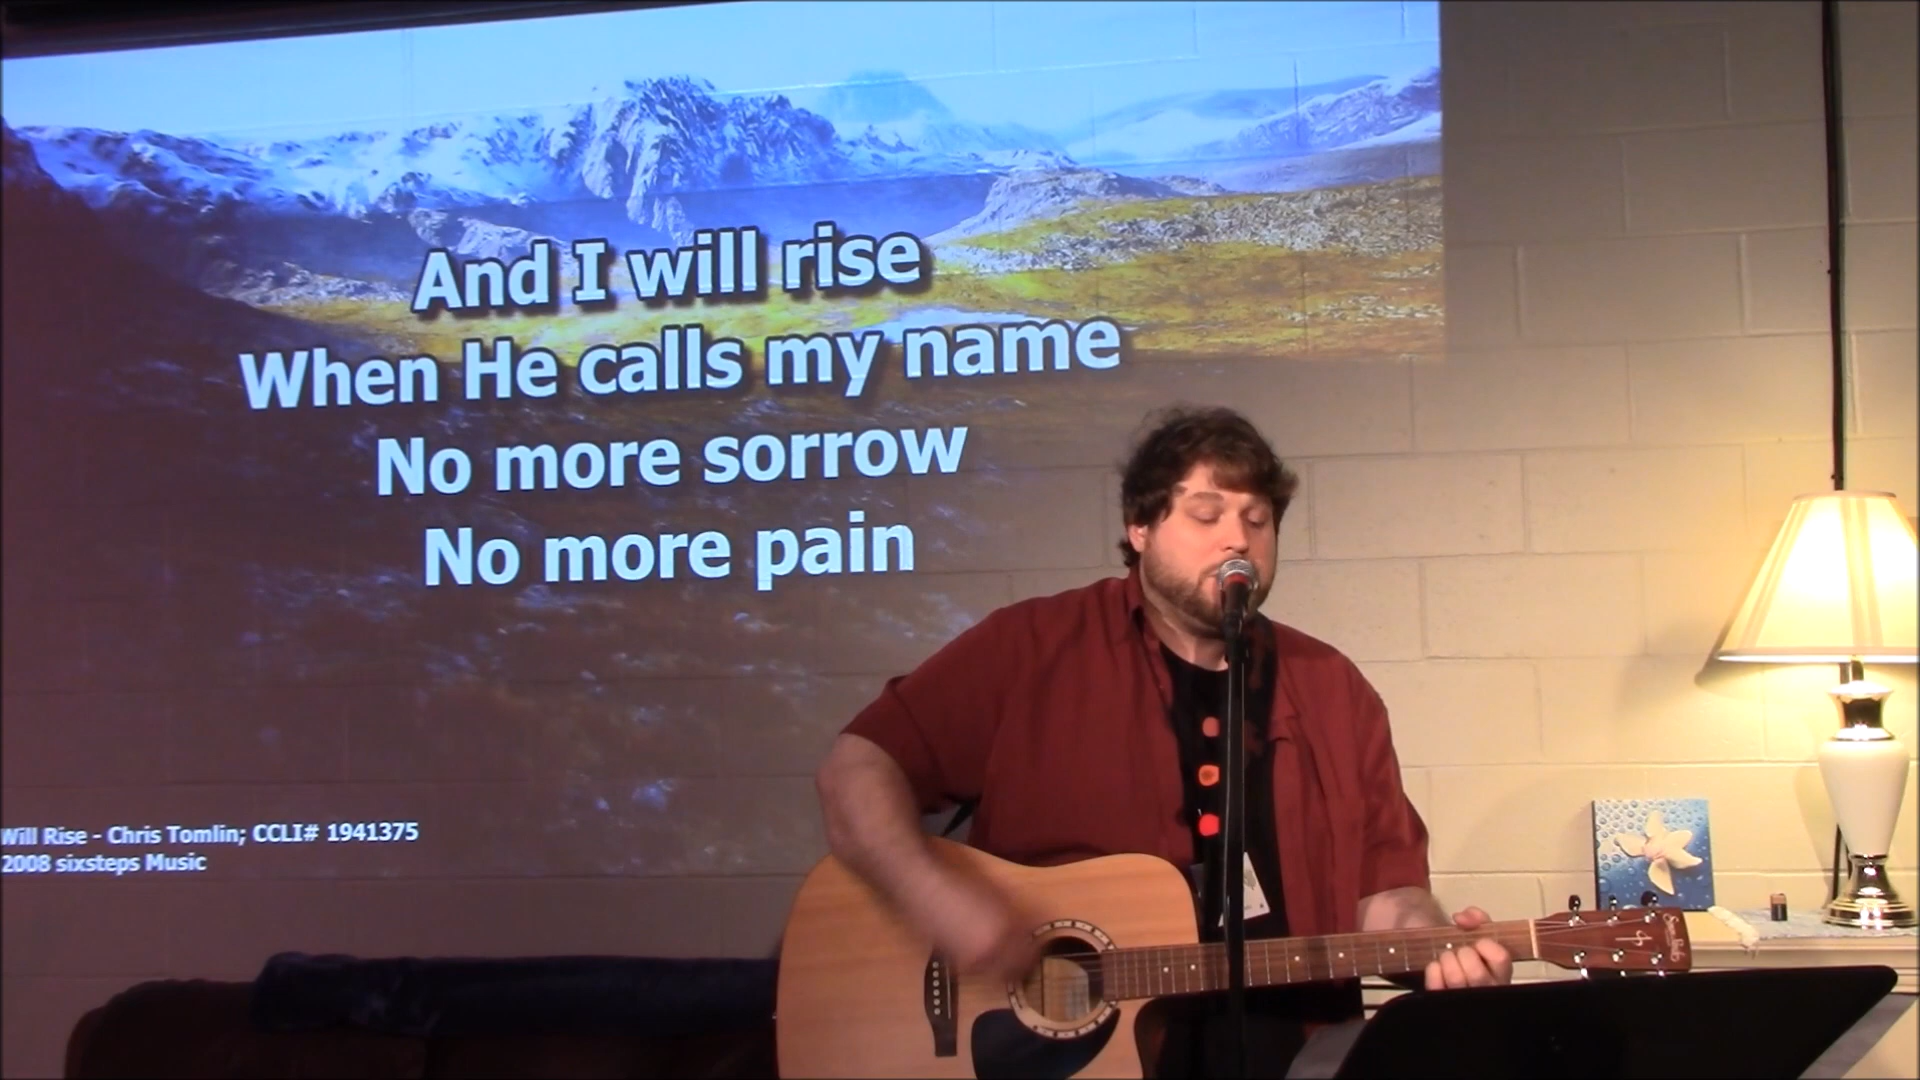 And I will rise
When He calls my name
No more sorrow
No more pain
Will Rise - Chris Tomlin; CCLI# 1941375
2008 sixsteps Music